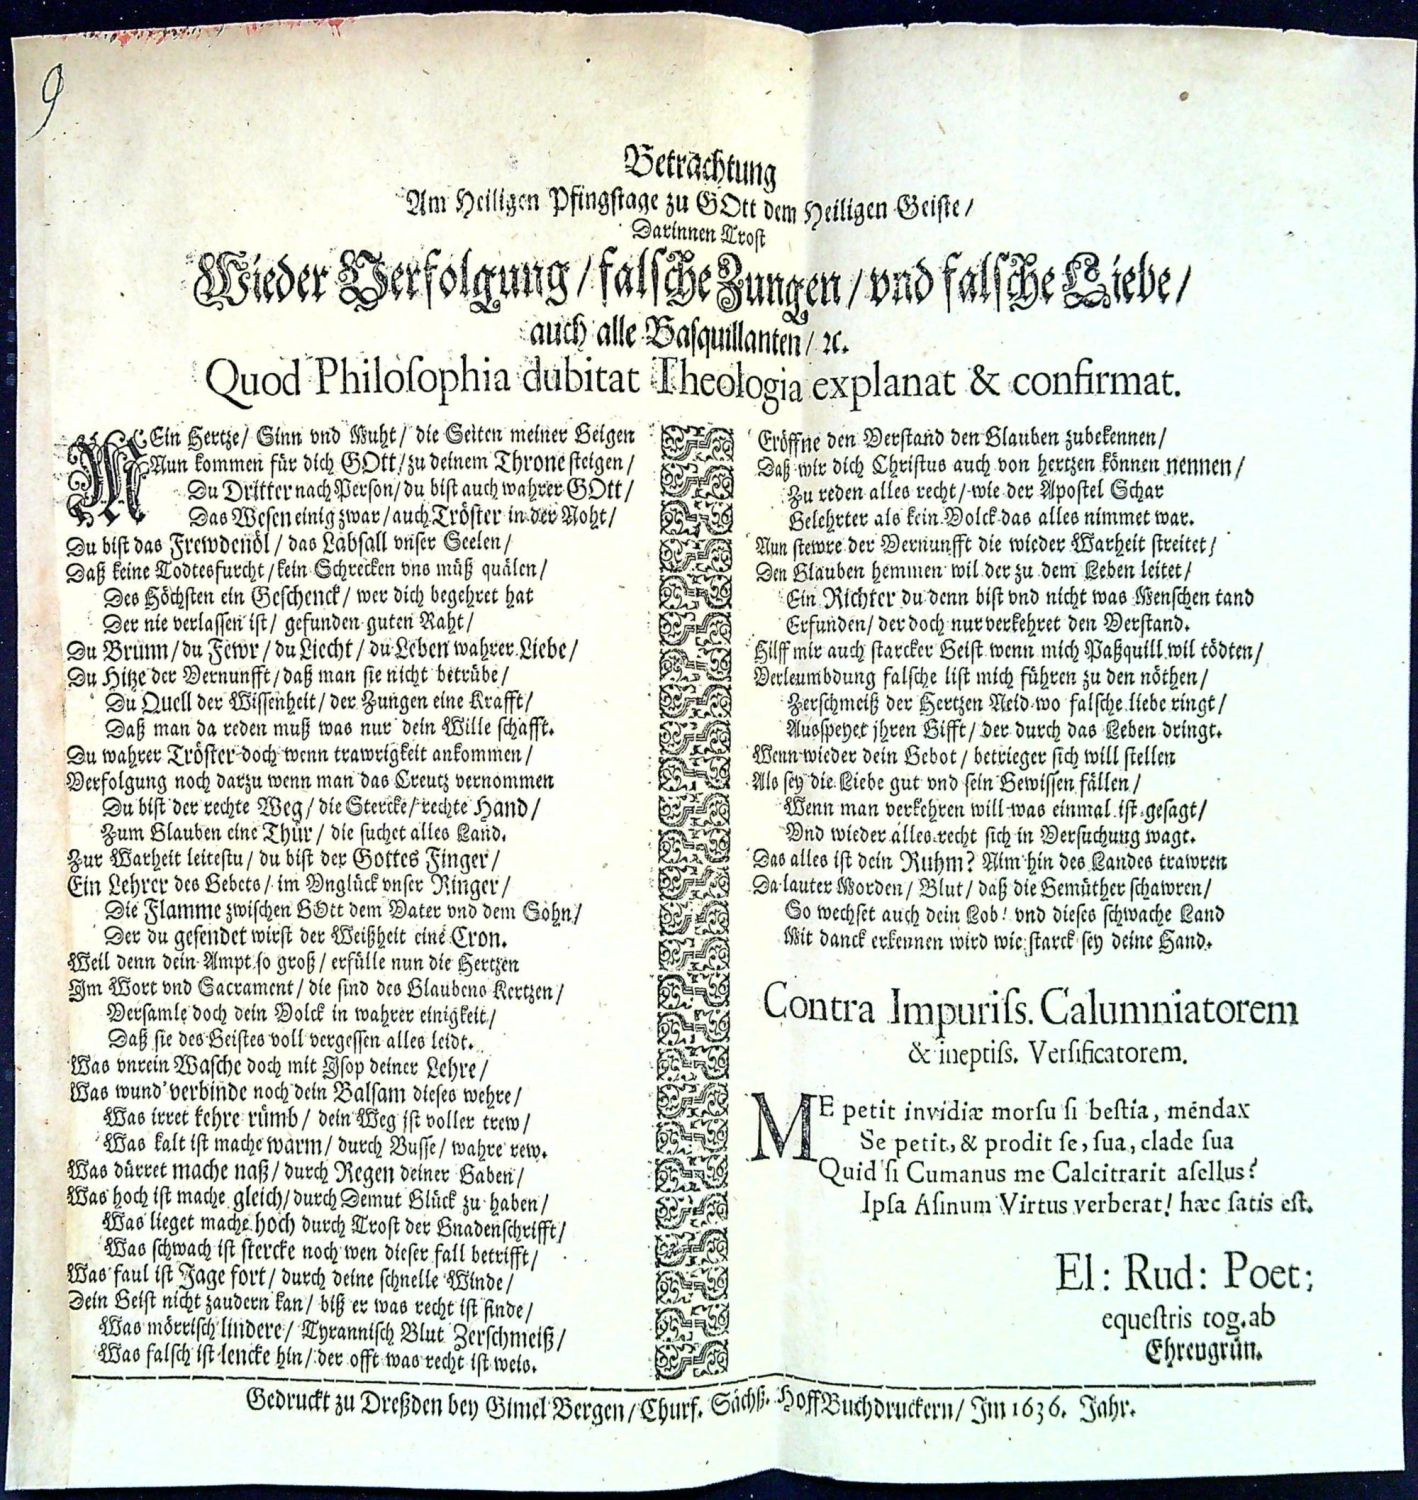 9
Betrachtung
Am Heiligen Pfingstage zu GOtt dem Heiligen Geiste/
Darinnen Trost
Wieder Verfolgung/ falsche Zungen/ vnd falsche Liebe/
auch alle Basquillanten/ ꝛc.
Quod Philosophia dubitat Theologia explanat & confirmat.
MEin Hertze/ Sinn vnd Muht/ die Seiten meiner Geigen
Nun kommen für dich GOtt/ zu deinem Throne steigen/
Du Dritter nach Person/ du bist auch wahrer GOtt/
Das Wesen einig zwar/ auch Tröster in der Noht/
Du bist das Frewdenöl/ das Labsall vnser Seelen/
Daß keine Todtesfurcht/ kein Schrecken vns müß quälen/
Des Höchsten ein Geschenck/ wer dich begehret hat
Der nie verlassen ist/ gefunden guten Raht/
Du Brunn/ du Fewr/ du Liecht/ du Leben wahrer Liebe/
Du Hitze der Vernunfft/ daß man sie nicht betrübe/
Du Quell der Wissenheit/ der Zungen eine Krafft/
Daß man da reden muß was nur dein Wille schafft.
Du wahrer Tröster doch wenn trawrigkeit ankommen/
Verfolgung noch darzu wenn man das Creutz vernommen
Du bist der rechte Weg/ die Stercke/ rechte Hand/
Zum Glauben eine Thür/ die suchet alles Land.
Zur Warheit leitestu/ du bist der Gottes Finger/
Ein Lehrer des Gebets/ im Vnglück vnser Ringer/
Die Flamme zwischen GOtt dem Vater vnd dem Sohn/
Der du gesendet wirst der Weißheit eine Cron.
Weil denn dein Ampt so groß/ erfülle nun die Hertzen
Im Wort vnd Sacrament/ die sind des Glaubens Kertzen/
Versamle doch dein Volck in wahrer einigkeit/
Daß sie des Geistes voll vergessen alles leidt.
Was vnrein Wasche doch mit Isop deiner Lehre/
Was wund' verbinde noch dein Balsam dieses wehre/
Was irret kehre rümb/ dein Weg ist voller trew/
Was kalt ist mache warm/ durch Busse/ wahre rew.
Was dürret mache naß/ durch Regen deiner Gaben/
Was hoch ist mache gleich/ durch Demut Glück zu haben/
Was lieget mache hoch durch Trost der Gnadenschrifft/
Was schwach ist stercke noch wen dieser fall betrifft/
Was faul ist Jage fort/ durch deine schnelle Winde/
Dein Geist nicht zaudern kan/ biß er was recht ist finde/
Was mörrisch lindere/ Tyrannisch Blut Zerschmeiß/
Was falsch ist lencke hin/ der offt was recht ist weis.
Eröffne den Verstand den Glauben zubekennen/
Daß wir dich Christus auch von hertzen können nennen/
Zu reden alles recht/ wie der Apostel Schar
Gelehrter als kein Volck das alles nimmet war.
Nun stewre der Vernunfft die wieder Warheit streitet/
Den Glauben hemmen wil der zu dem Leben leitet/
Ein Richter du denn bist vnd nicht was Menschen tand
Erfunden/ der doch nur verkehret den Verstand.
Hilff mir auch starcker Geist wenn mich Paßquill wil tödten/
Verleumbdung falsche list mich führen zu den nöthen/
Zerschmeiß der Hertzen Neid wo falsche liebe ringt/
Ausspeyet jhren Gifft/ der durch das Leben dringt.
Wenn wieder dein Gebot/ betrieger sich will stellen
Als sey die Liebe gut vnd sein Gewissen fällen/
Wenn man verkehren will was einmal ist gesagt/
Vnd wieder alles recht sich in Versuchung wagt.
Das alles ist dein Ruhm? Nim hin des Landes trawren
Da lauter Morden/ Blut/ daß die Gemüther schawren/
So wechset auch dein Lob! vnd dieses schwache Land
Mit danck erkennen wird wie starck sey deine Hand.
Contra Impuriss. Calumniatorem
& ineptiss. Versificatorem.
ME petit invidiæ morsu si bestia, mendax
Se petit, & prodit se, sua, clade sua
Quid si Cumanus me Calcitrarit asellus?
Ipsa Asinum Virtus verberat! hæc satis est.
El: Rud: Poet;
equestris tog. ab
Ehrengrün.
Gedruckt zu Dreßden bey Gimel Bergen/ Churf. Sächß. HoffBuchdruckern/ Im 1636. Jahr.